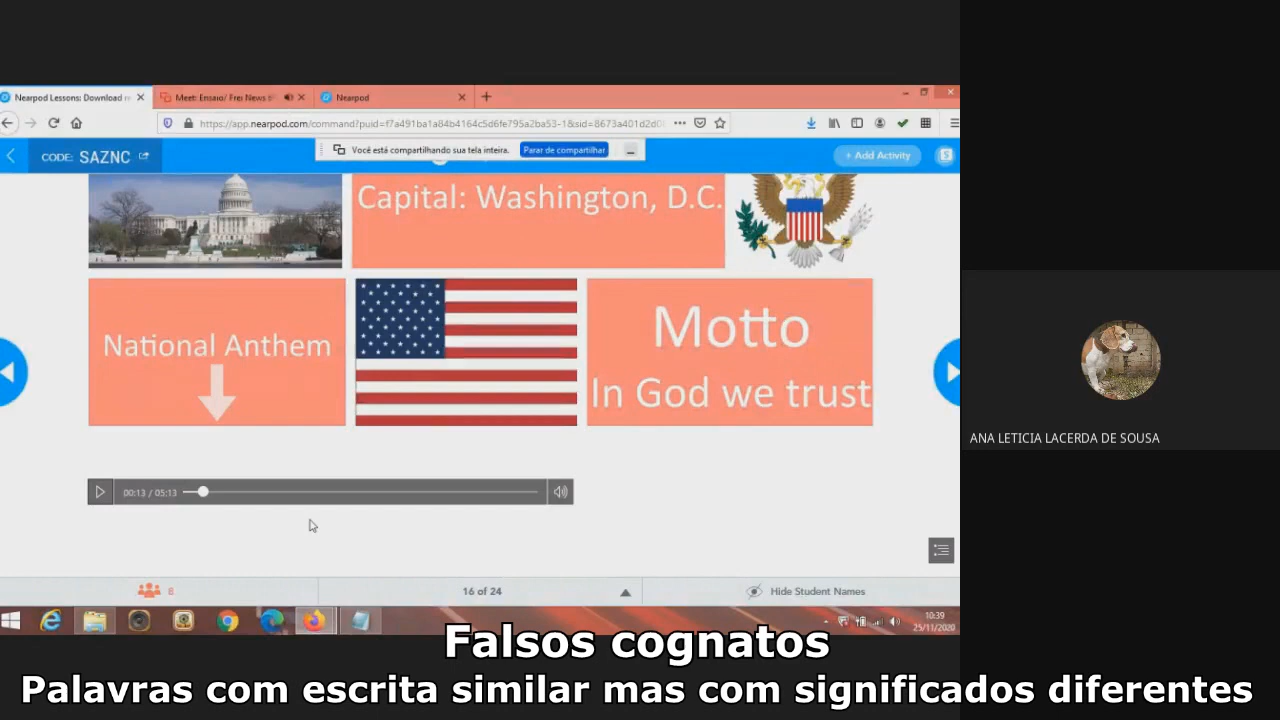 Nearpod Lessons: Download r
Meet: Ensaio/ Frei News
Nearpod
https://app.nearpod.com/command?puid=f7a491ba1a84b4164c5d6fe795a2ba53-1&sid=8673a401d2d0
Você está compartilhando sua tela inteira.
Parar de compartilhar
CODE: SAZNC
+ Add Activity
S
Capital: Washington, D.C.
National Anthem
Motto
In God we trust
00:13 / 05:13
ANA LETICIA LACERDA DE SOUSA
8
16 of 24
Hide Student Names
10:39
25/11/2020
Falsos cognatos
Palavras com escrita similar mas com significados diferentes